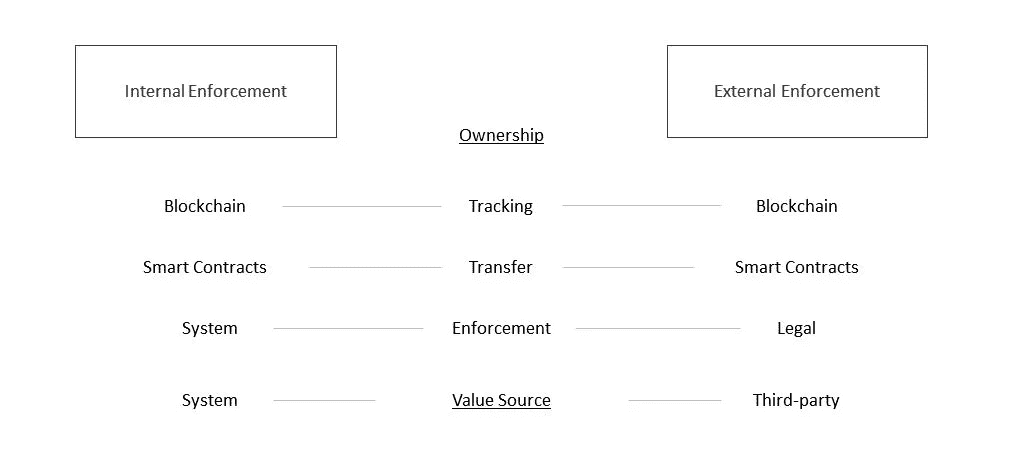 Internal Enforcement
External Enforcement
Ownership
Blockchain Tracking Blockchain
Smart Contracts Transfer Smart Contracts
System Enforcement Legal
System Value Source Third-party